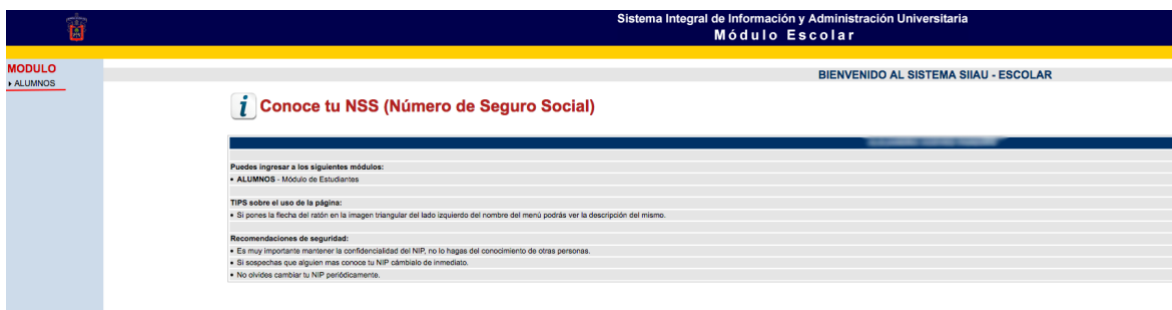 Sistema Integral de Información y Administración Universitaria
Módulo Escolar
MODULO
ALUMNOS
BIENVENIDO AL SISTEMA SIIAU - ESCOLAR
i Conoce tu NSS (Número de Seguro Social)
Puedes ingresar a los siguientes módulos:
• ALUMNOS - Módulo de Estudiantes
TIPS sobre el uso de la página:
• Si pones la flecha del ratón en la imagen triangular del lado izquierdo del nombre del menú podrás ver la descripción del mismo.
Recomendaciones de seguridad:
• Es muy importante mantener la confidencialidad del NIP, no lo hagas del conocimiento de otras personas.
• Si sospechas que alguien mas conoce tu NIP cámbialo de inmediato.
• No olvides cambiar tu NIP periódicamente.